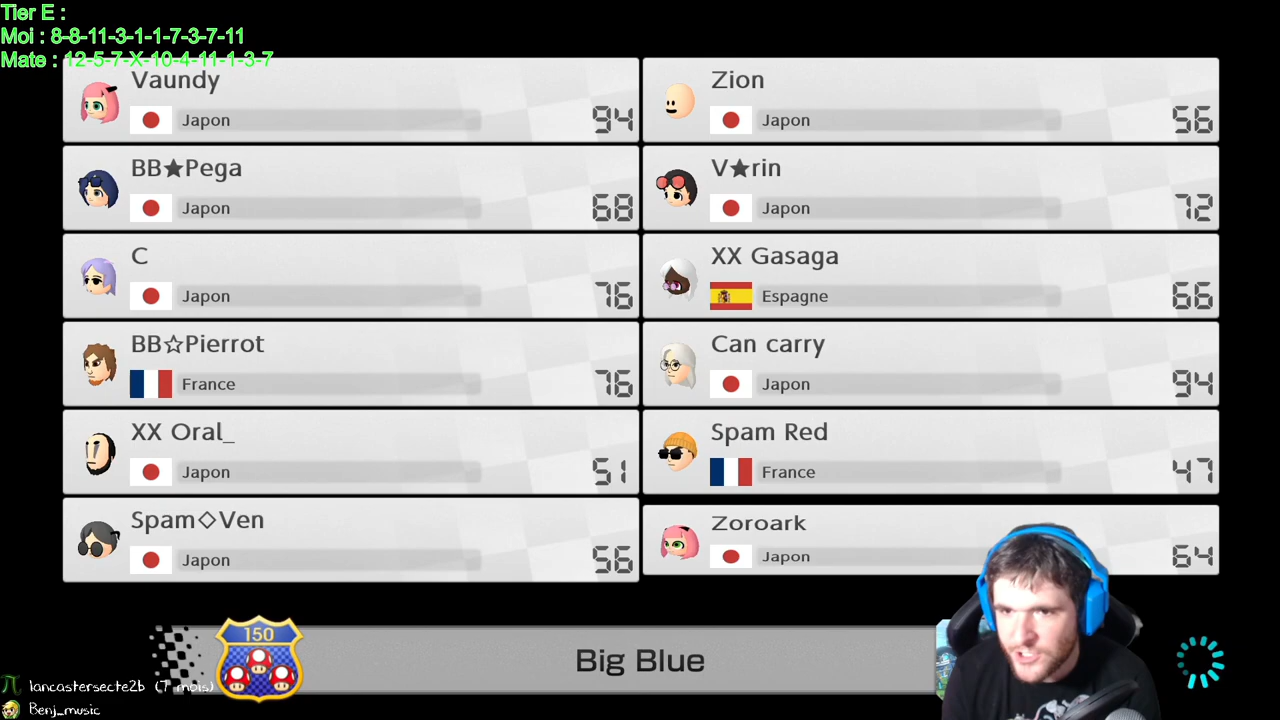 Tier E :
Moi : 8-8-11-3-1-1-7-3-7-11
Mate : 12-5-7-X-10-4-11-1-3-7
Vaundy
Japon 94
Zion
Japon 56
BB★Pega
Japon 68
V★rin
Japon 72
C
Japon 76
XX Gasaga
Espagne 66
BB☆Pierrot
France 76
Can carry
Japon 94
XX Oral_
Japon 51
Spam Red
France 47
Spam◇Ven
Japon 56
Zoroark
Japon 64
150
Big Blue
lancastersecte2b (7 mois)
Benj_music